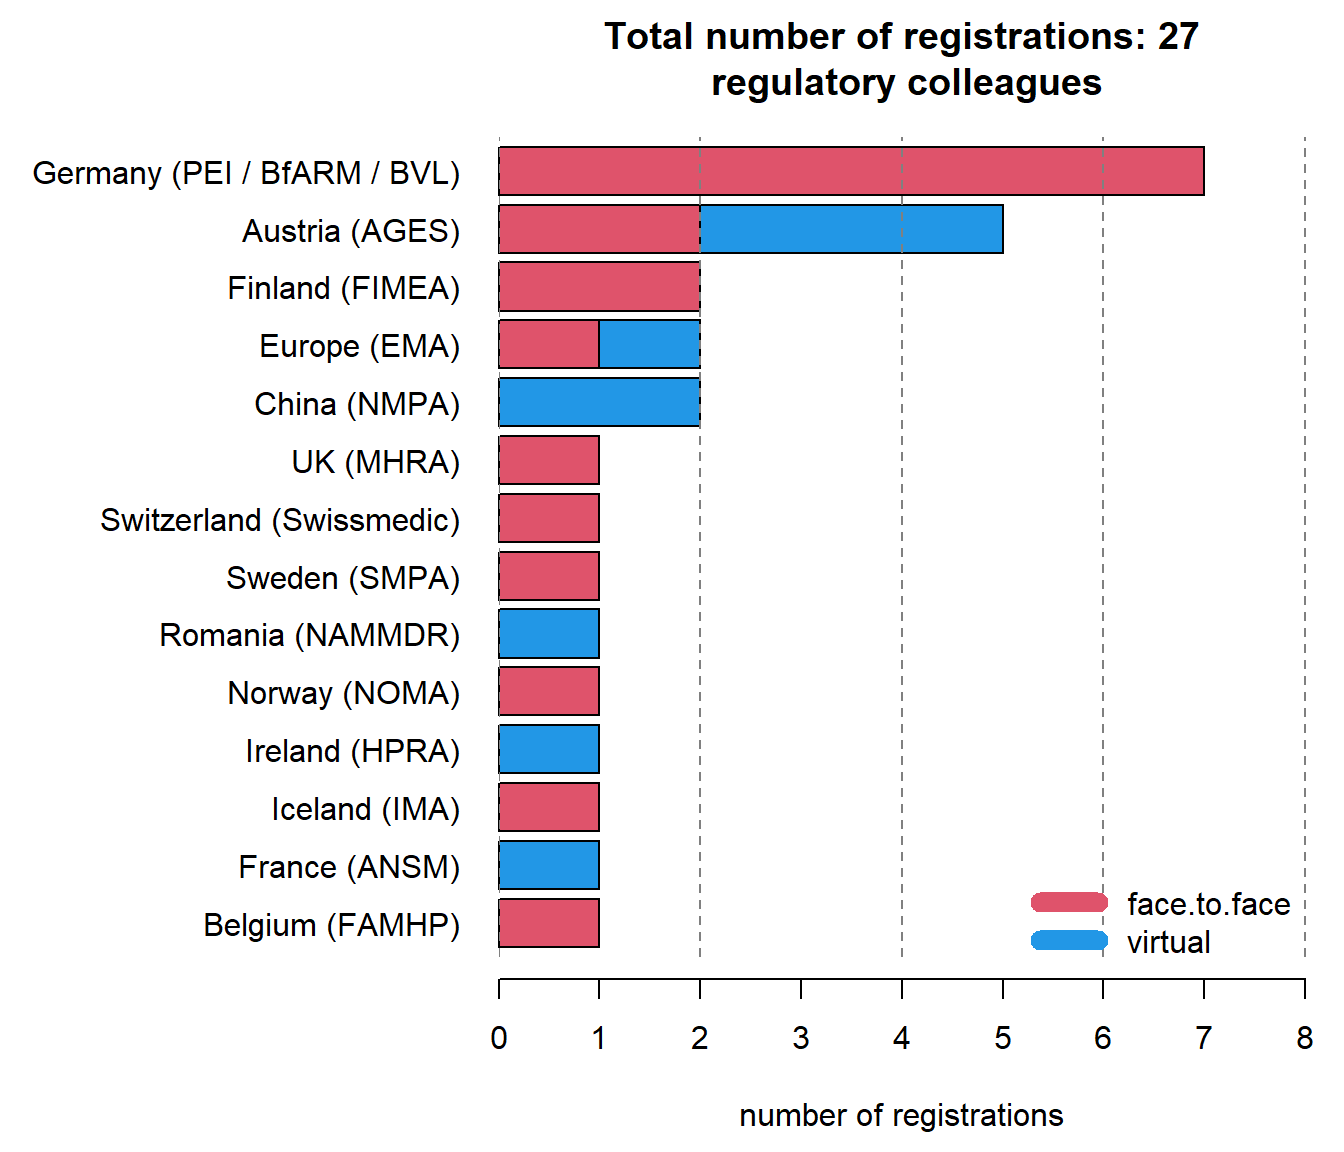 Total number of registrations: 27
regulatory colleagues
Germany (PEI / BfARM / BVL)
Austria (AGES)
Finland (FIMEA)
Europe (EMA)
China (NMPA)
UK (MHRA)
Switzerland (Swissmedic)
Sweden (SMPA)
Romania (NAMMDR)
Norway (NOMA)
Ireland (HPRA)
Iceland (IMA)
France (ANSM)
Belgium (FAMHP)
face.to.face
virtual
0 1 2 3 4 5 6 7 8
number of registrations